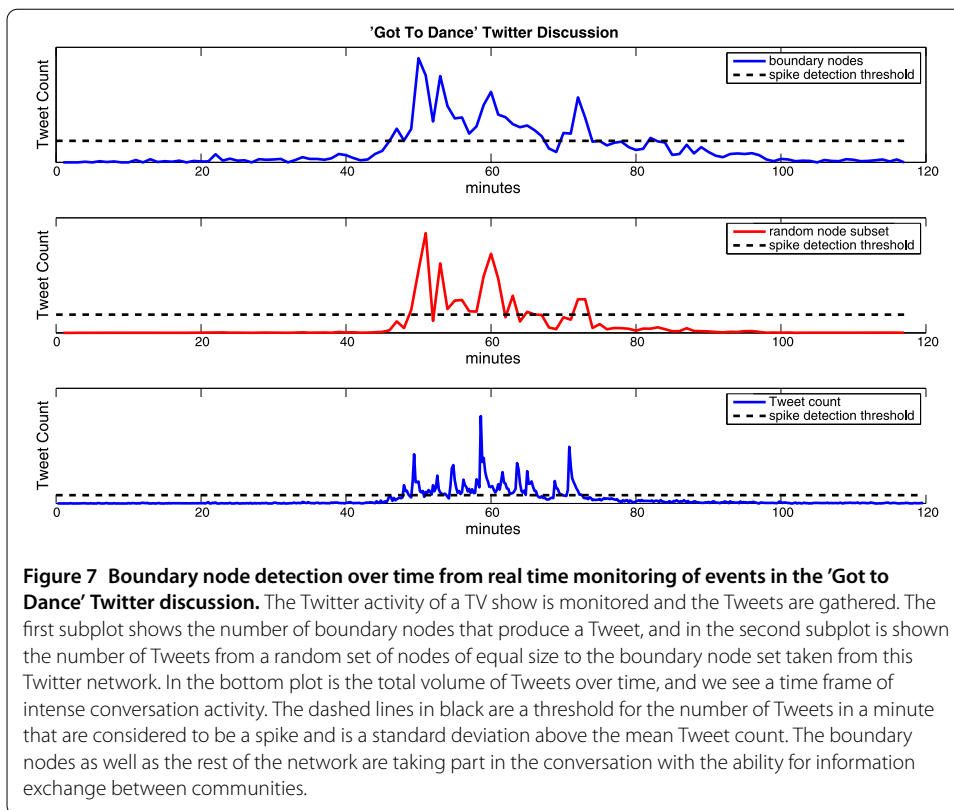 'Got To Dance' Twitter Discussion
Tweet Count
boundary nodes
spike detection threshold
0 20 40 60 80 100 120
minutes
Tweet Count
random node subset
spike detection threshold
0 20 40 60 80 100 120
minutes
Tweet Count
Tweet count
spike detection threshold
0 20 40 60 80 100 120
minutes
Figure 7 Boundary node detection over time from real time monitoring of events in the 'Got to
Dance' Twitter discussion. The Twitter activity of a TV show is monitored and the Tweets are gathered. The
first subplot shows the number of boundary nodes that produce a Tweet, and in the second subplot is shown
the number of Tweets from a random set of nodes of equal size to the boundary node set taken from this
Twitter network. In the bottom plot is the total volume of Tweets over time, and we see a time frame of
intense conversation activity. The dashed lines in black are a threshold for the number of Tweets in a minute
that are considered to be a spike and is a standard deviation above the mean Tweet count. The boundary
nodes as well as the rest of the network are taking part in the conversation with the ability for information
exchange between communities.